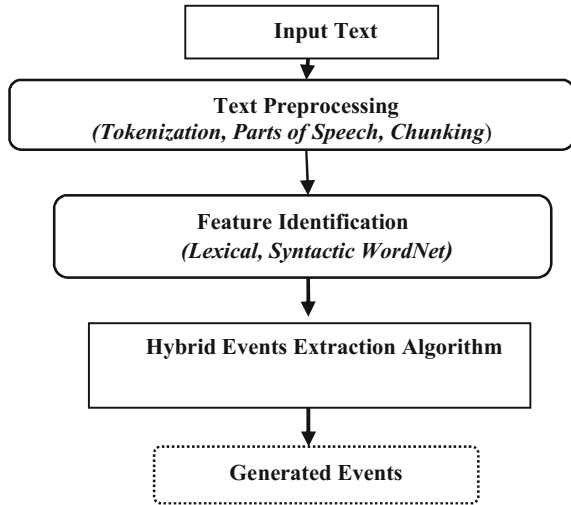 Input Text
Text Preprocessing
(Tokenization, Parts of Speech, Chunking)
Feature Identification
(Lexical, Syntactic WordNet)
Hybrid Events Extraction Algorithm
Generated Events